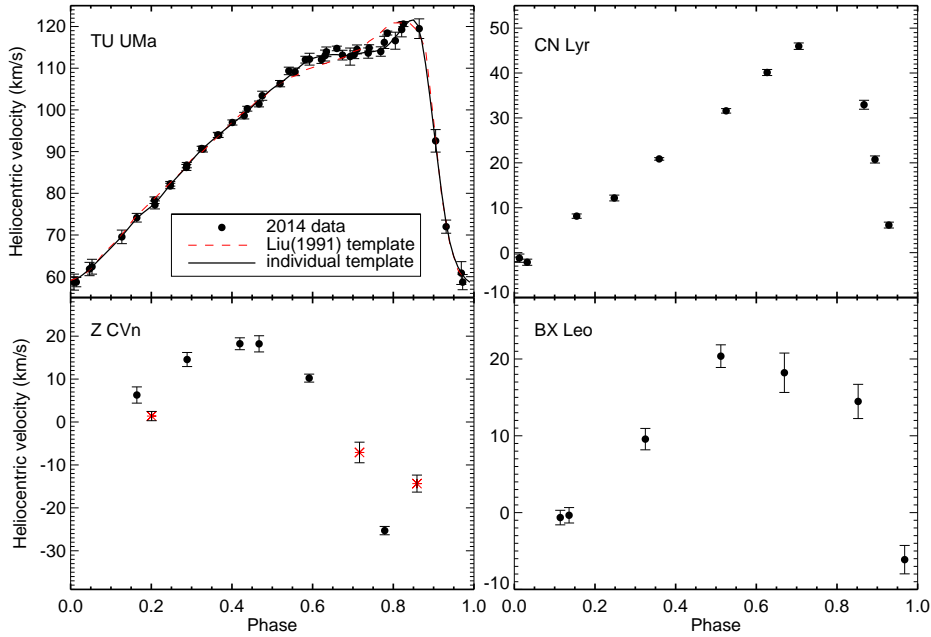 TU UMa
120
110
100
90
80
70
60
Heliocentric velocity (km/s)
2014 data
Liu(1991) template
individual template
CN Lyr
50
40
30
20
10
0
-10
Z CVn
20
10
0
-10
-20
-30
Heliocentric velocity (km/s)
0.0 0.2 0.4 0.6 0.8 1.0
Phase
BX Leo
20
10
0
-10
0.0 0.2 0.4 0.6 0.8 1.0
Phase